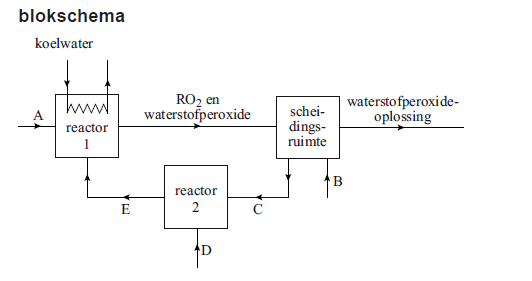 blokschema
koelwater
A
reactor
1
RO₂ en
waterstofperoxide
schei-
dings-
ruimte
waterstofperoxide-
oplossing
B
reactor
2
E
C
D